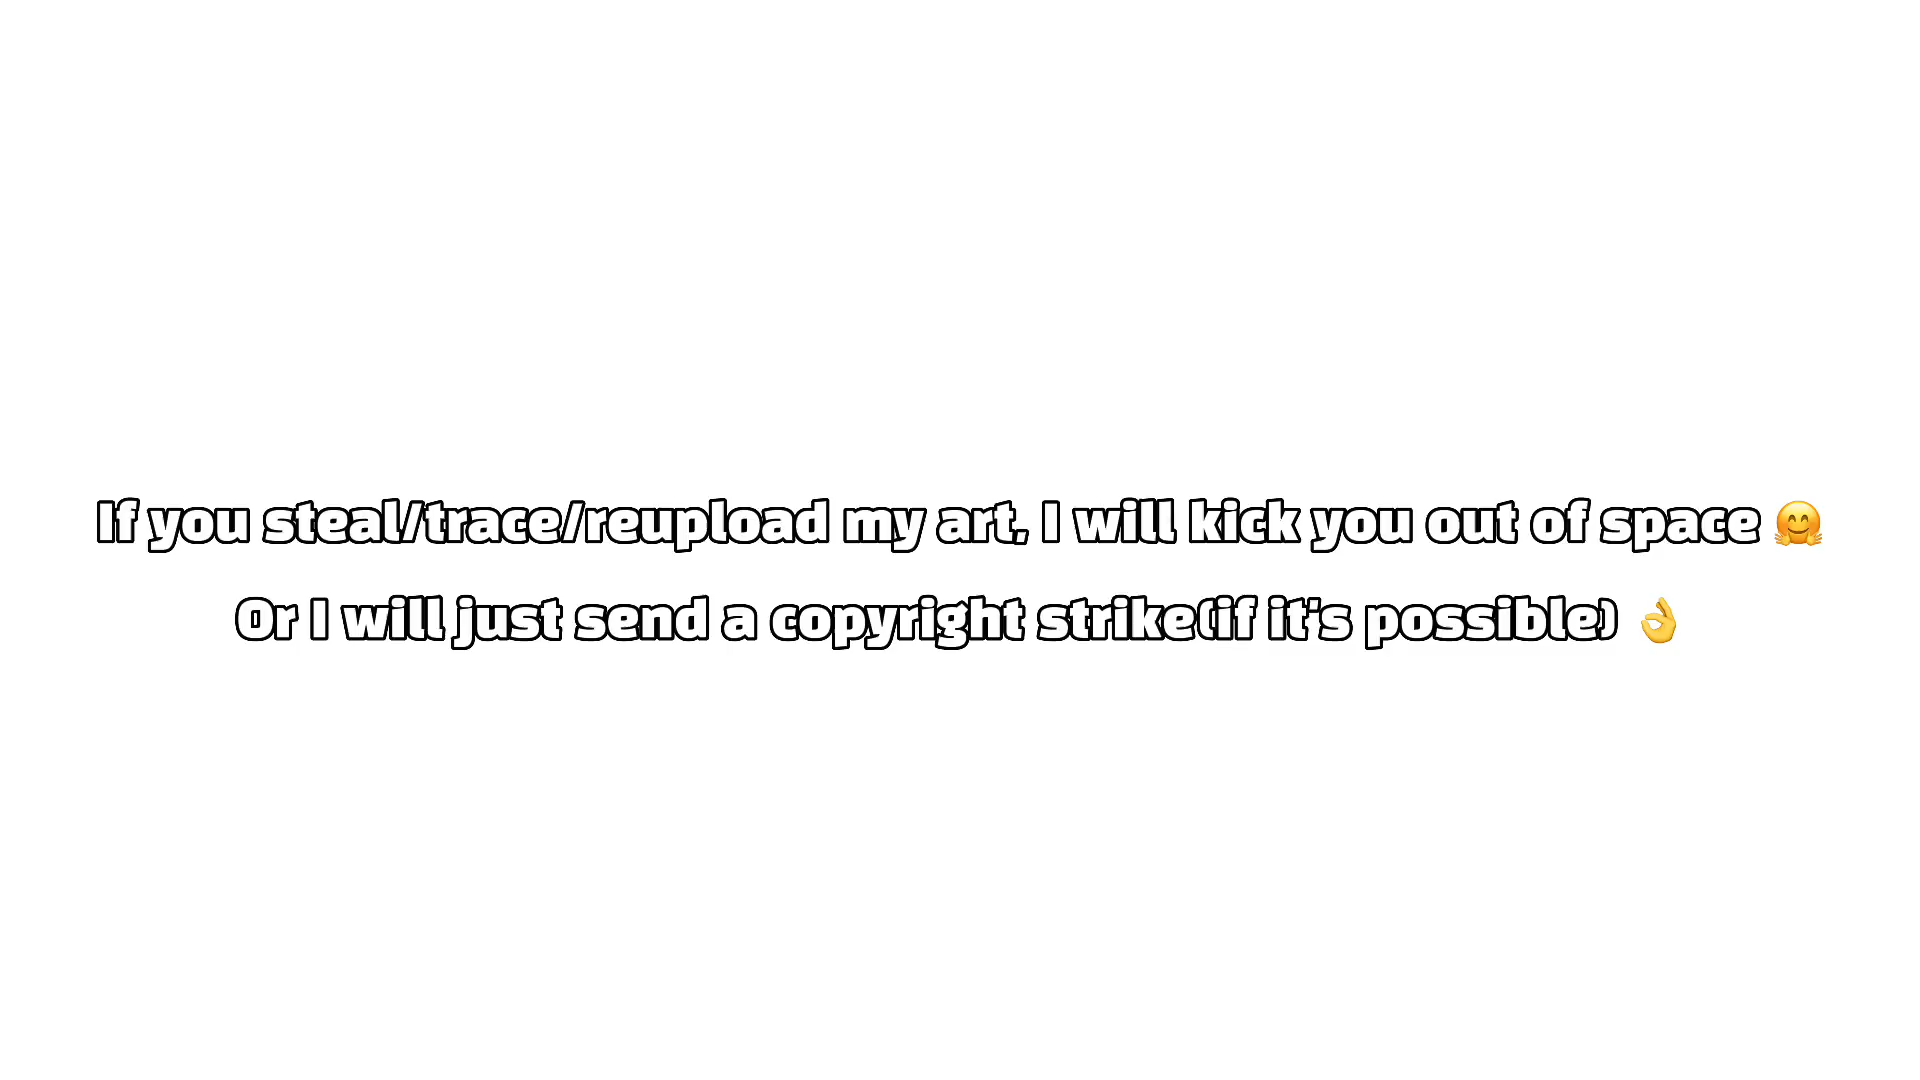 If you steal/trace/reupload my art, I will kick you out of space 🤗
Or I will just send a copyright strike(if it's possible) 👌